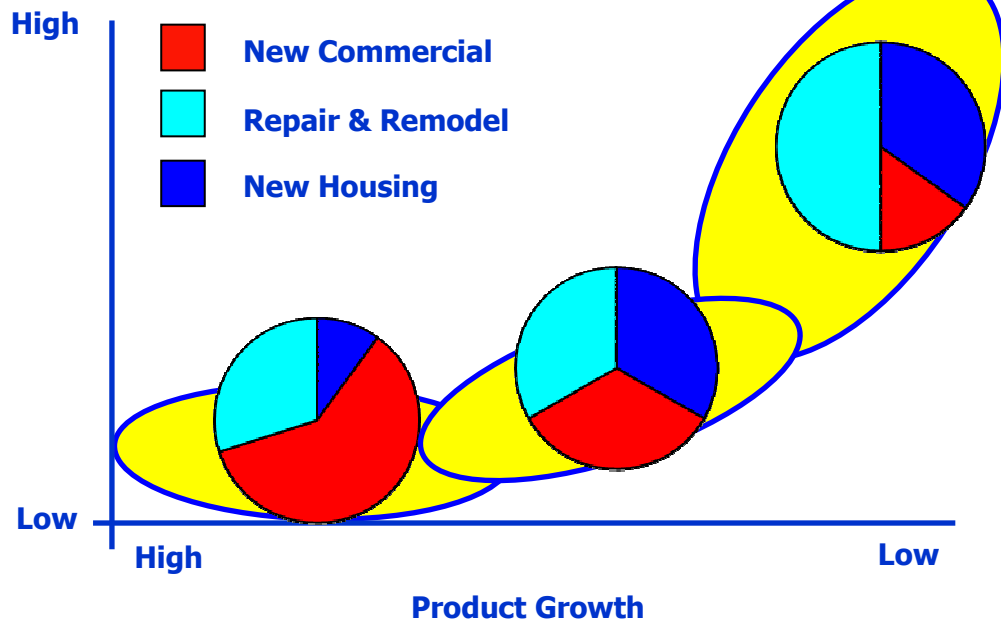 High
New Commercial
Repair & Remodel
New Housing
Low
High
Low
Product Growth